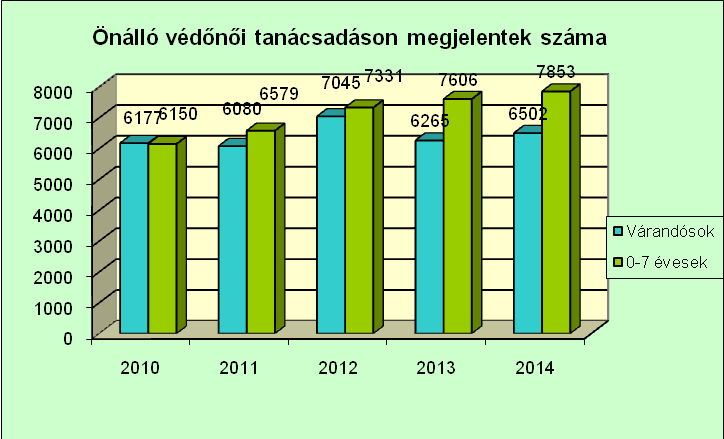 Önálló védőnői tanácsadáson megjelentek száma
8000
7000
6000
5000
4000
3000
2000
1000
0
6177 6150 6080 6579 7045 7331 6265 7606 6502 7853
2010 2011 2012 2013 2014
Várandósok
0-7 évesek